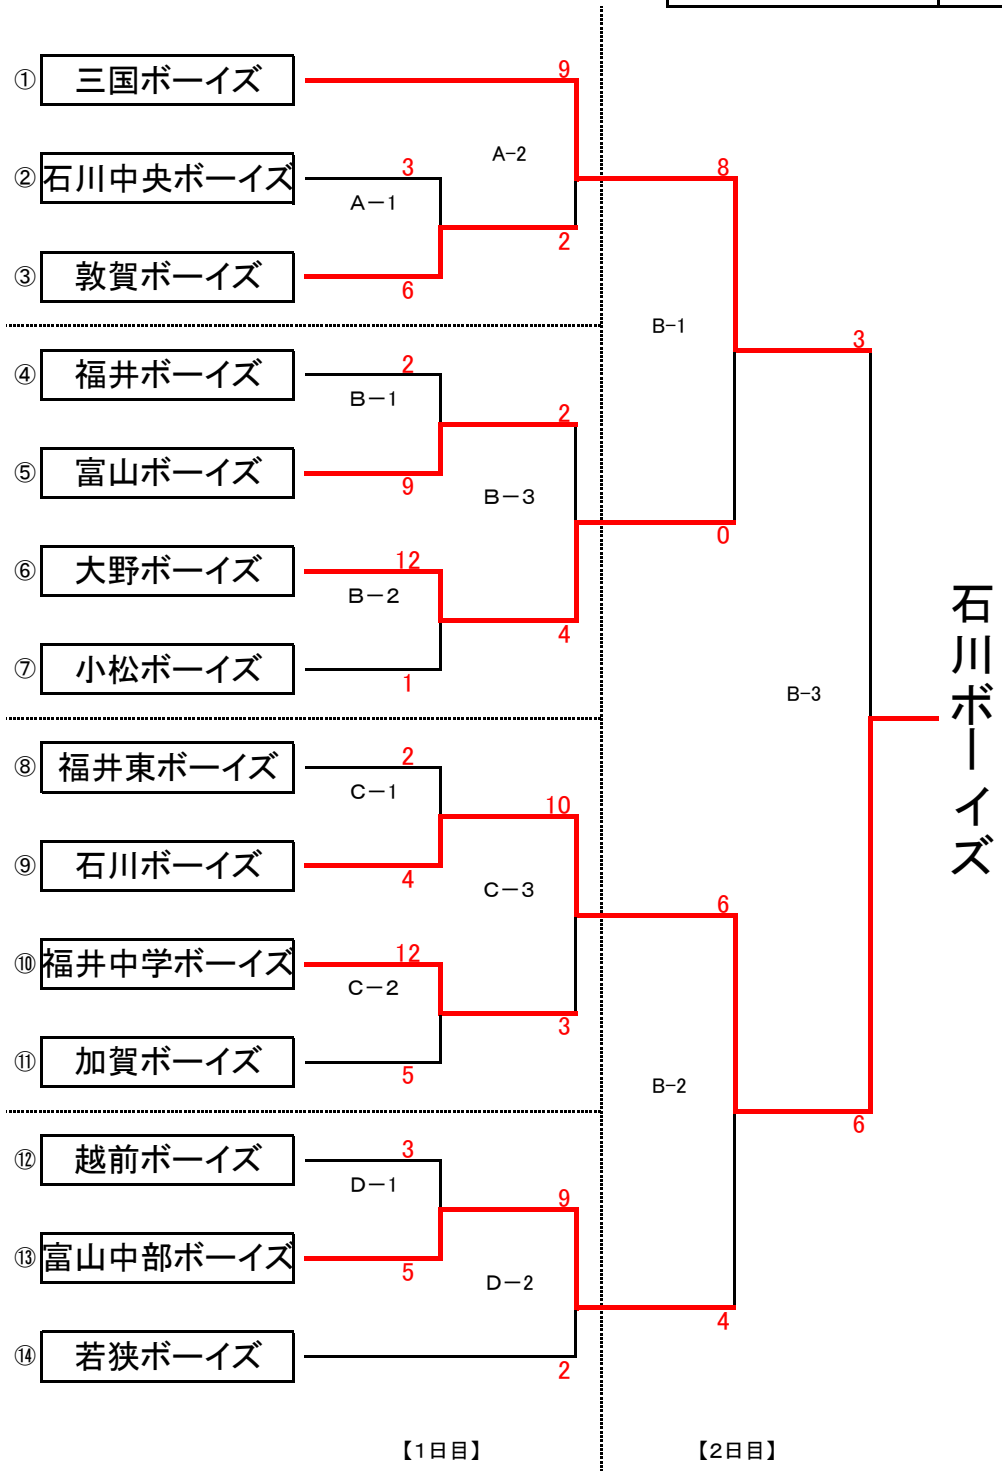 ① 三国ボーイズ
9
A-2
② 石川中央ボーイズ
3
8
A－1
2
③ 敦賀ボーイズ
6
B-1
3
④ 福井ボーイズ
2
B－1
2
⑤ 富山ボーイズ
9
B－3
0
⑥ 大野ボーイズ
12
B－2
4
⑦ 小松ボーイズ
1
B-3
石川ボーイズ
⑧ 福井東ボーイズ
2
C－1
10
⑨ 石川ボーイズ
4
C－3
6
⑩ 福井中学ボーイズ
12
C－2
3
⑪ 加賀ボーイズ
5
B-2
6
⑫ 越前ボーイズ
3
D－1
9
⑬ 富山中部ボーイズ
5
D－2
4
⑭ 若狭ボーイズ
2
【1日目】
【2日目】